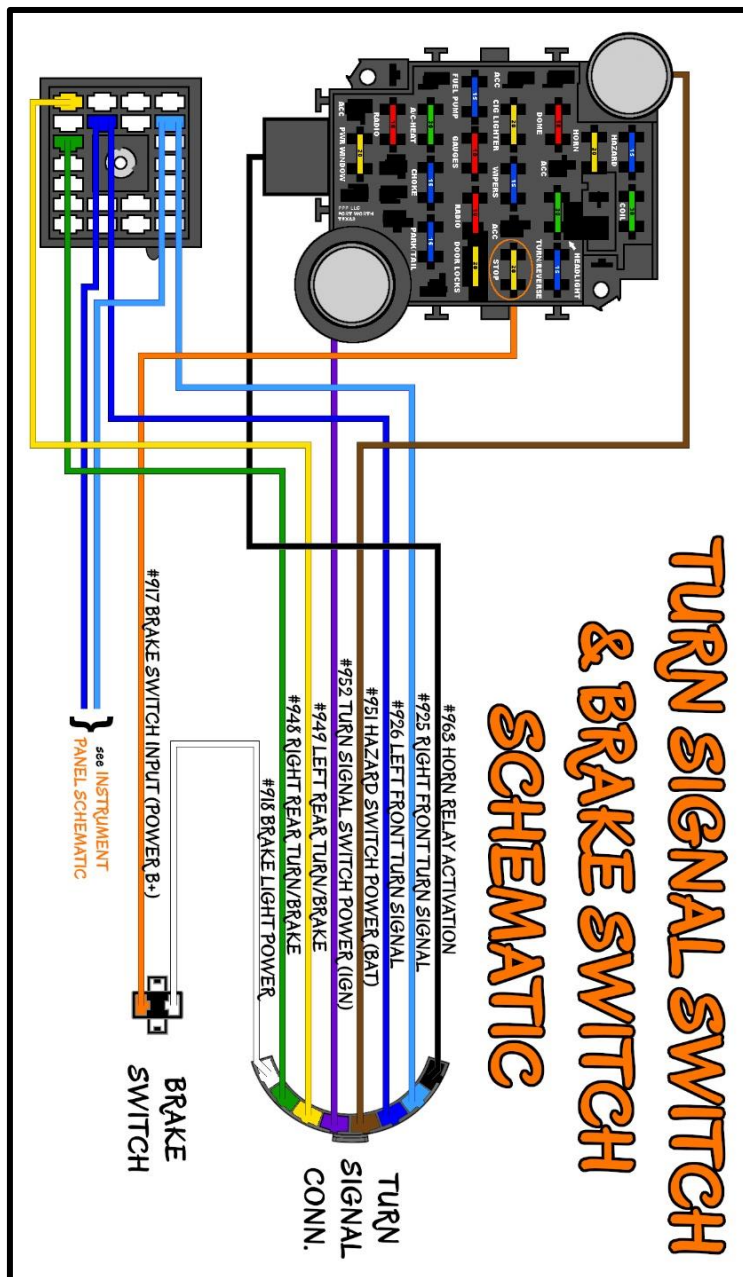 TURN SIGNAL SWITCH
& BRAKE SWITCH
SCHEMATIC
HAZARD
COIL
HORN
ACC
HEADLIGHT
DOME
TURN/REVERSE
ACC
CIG LIGHTER
WIPERS
ACC
STOP
FUEL PUMP
GAUGES
RADIO
DOOR LOCKS
A/C-HEAT
CHOKE
PARK/TAIL
RADIO
ACC
PWR WINDOW
#963 HORN RELAY ACTIVATION
#925 RIGHT FRONT TURN SIGNAL
#926 LEFT FRONT TURN SIGNAL
#951 HAZARD SWITCH POWER (BAT)
#952 TURN SIGNAL SWITCH POWER (IGN)
#949 LEFT REAR TURN/BRAKE
#948 RIGHT REAR TURN/BRAKE
#918 BRAKE LIGHT POWER
TURN
SIGNAL
CONN.
#917 BRAKE SWITCH INPUT (POWER B+)
BRAKE
SWITCH
see INSTRUMENT
PANEL SCHEMATIC